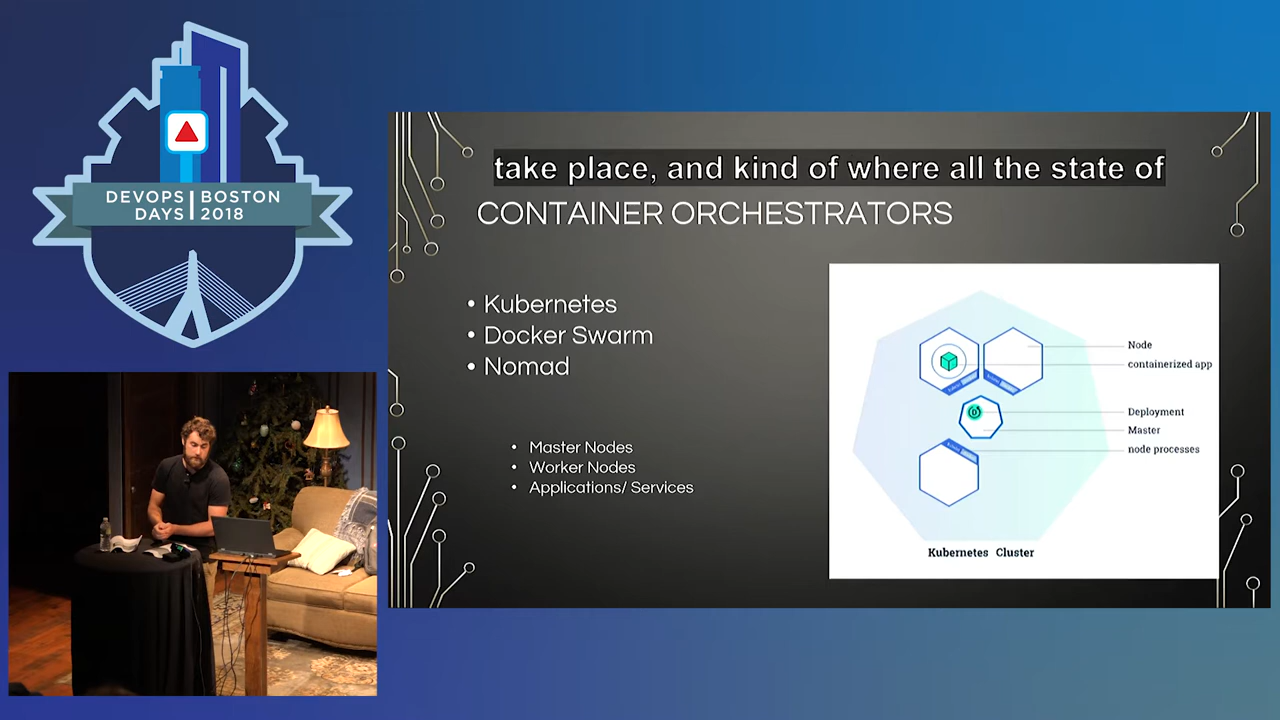 DEVOPS BOSTON
DAYS 2018
take place, and kind of where all the state of
CONTAINER ORCHESTRATORS
• Kubernetes
• Docker Swarm
• Nomad
• Master Nodes
• Worker Nodes
• Applications/ Services
Node
containerized app
Deployment
Master
node processes
Kubernetes Cluster